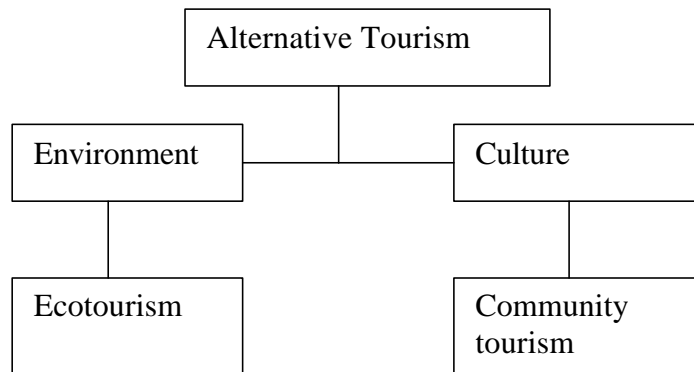 Alternative Tourism
Environment
Culture
Ecotourism
Community
tourism